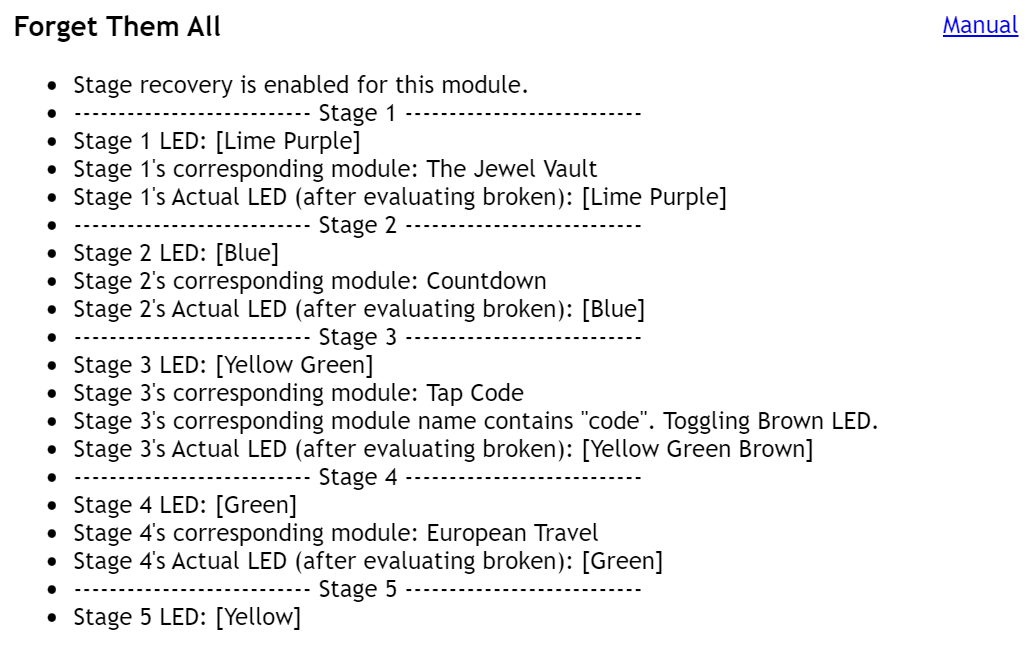 Forget Them All
Manual
• Stage recovery is enabled for this module.
• --------------------------- Stage 1 ---------------------------
• Stage 1 LED: [Lime Purple]
• Stage 1's corresponding module: The Jewel Vault
• Stage 1's Actual LED (after evaluating broken): [Lime Purple]
• --------------------------- Stage 2 ---------------------------
• Stage 2 LED: [Blue]
• Stage 2's corresponding module: Countdown
• Stage 2's Actual LED (after evaluating broken): [Blue]
• --------------------------- Stage 3 ---------------------------
• Stage 3 LED: [Yellow Green]
• Stage 3's corresponding module: Tap Code
• Stage 3's corresponding module name contains "code". Toggling Brown LED.
• Stage 3's Actual LED (after evaluating broken): [Yellow Green Brown]
• --------------------------- Stage 4 ---------------------------
• Stage 4 LED: [Green]
• Stage 4's corresponding module: European Travel
• Stage 4's Actual LED (after evaluating broken): [Green]
• --------------------------- Stage 5 ---------------------------
• Stage 5 LED: [Yellow]